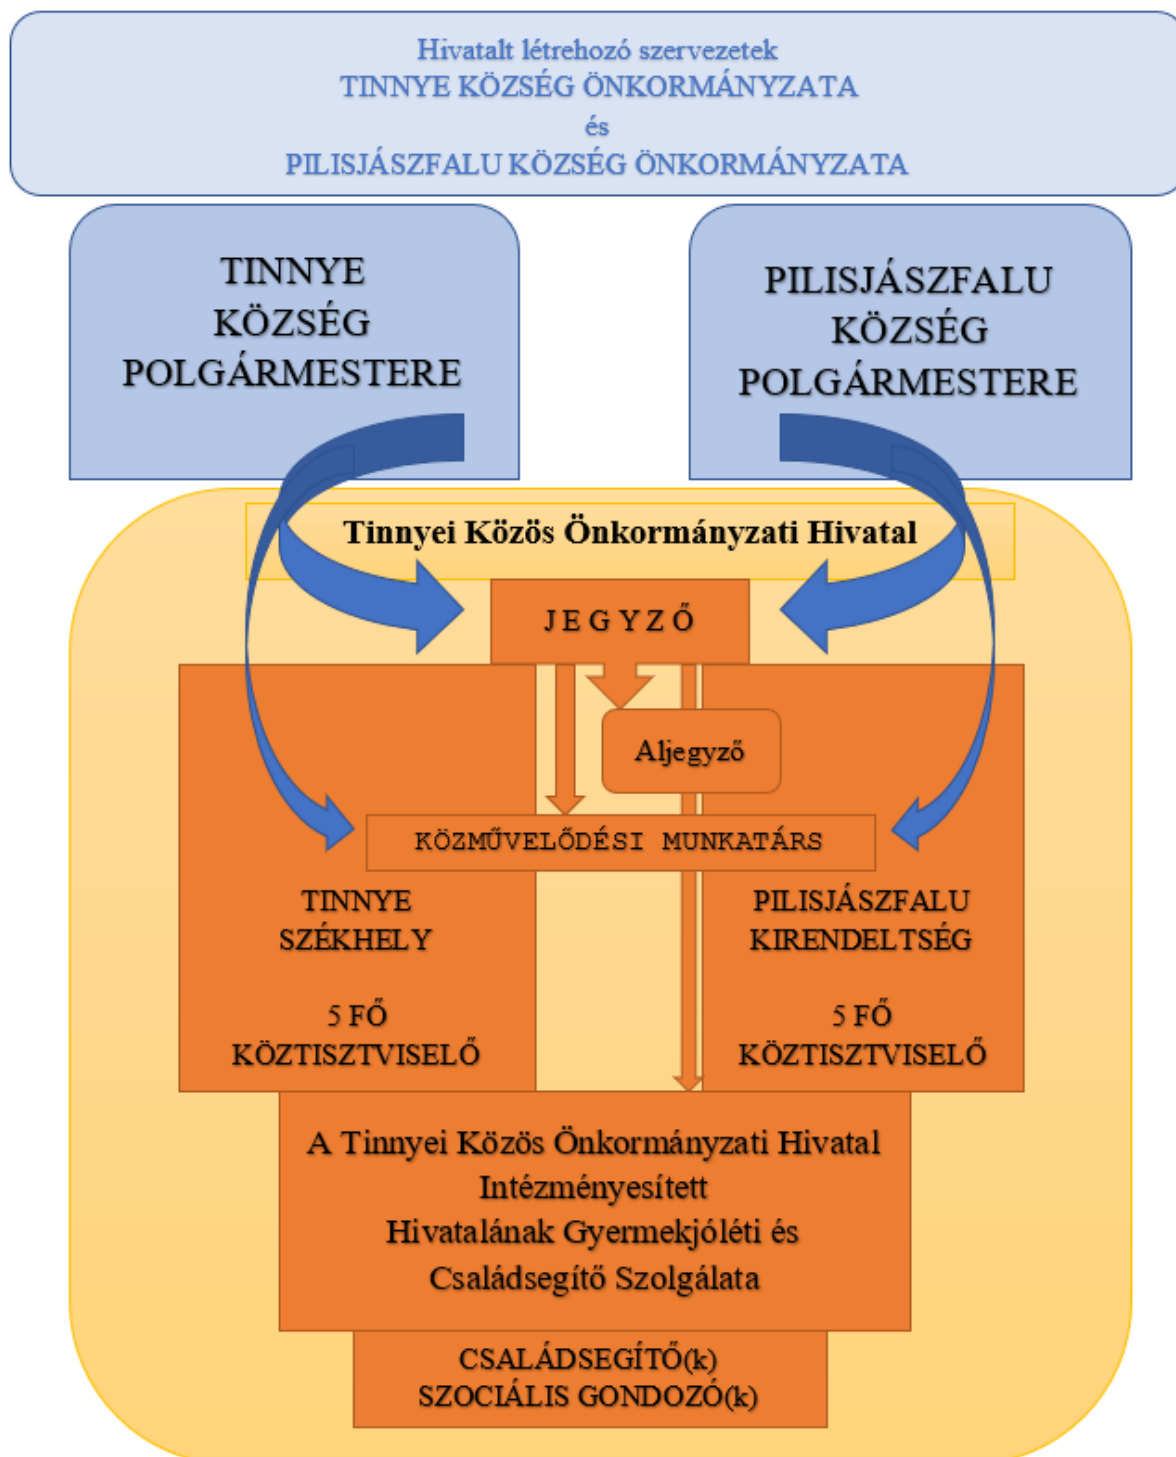 Hivatalt létrehozó szervezetek
TINNYE KÖZSÉG ÖNKORMÁNYZATA
és
PILISJÁSZFALU KÖZSÉG ÖNKORMÁNYZATA
TINNYE
KÖZSÉG
POLGÁRMESTERE
PILISJÁSZFALU
KÖZSÉG
POLGÁRMESTERE
Tinnyei Közös Önkormányzati Hivatal
J E G Y Z Ő
Aljegyző
KÖZMŰVELŐDÉSI MUNKATÁRS
TINNYE
SZÉKHELY
5 FŐ
KÖZTISZTVISELŐ
PILISJÁSZFALU
KIRENDELTSÉG
5 FŐ
KÖZTISZTVISELŐ
A Tinnyei Közös Önkormányzati Hivatal
Intézményesített
Hivatalának Gyermekjóléti és
Családsegítő Szolgálata
CSALÁDSEGÍTŐ(k)
SZOCIÁLIS GONDOZÓ(k)